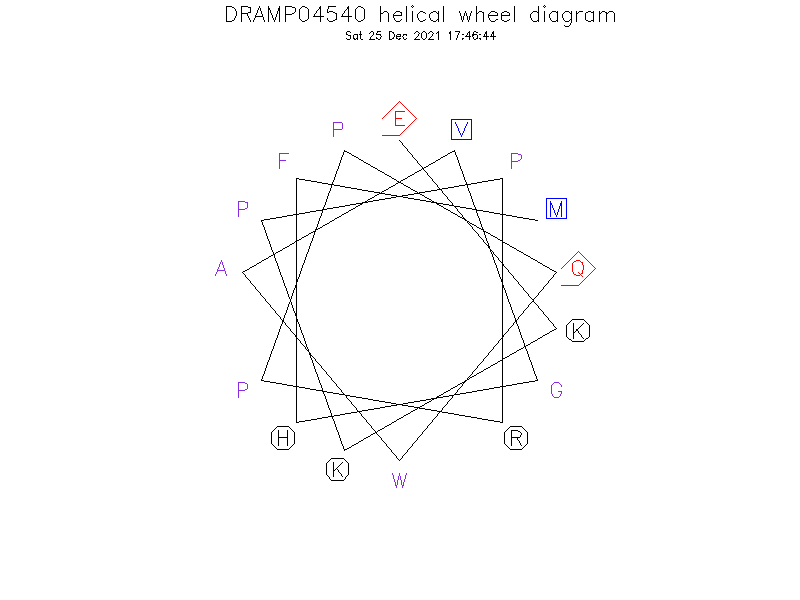 DRAMP04540 helical wheel diagram
Sat 25 Dec 2021 17:46:44
E
P V
F P
P M
A Q
K
P G
H R
K
W